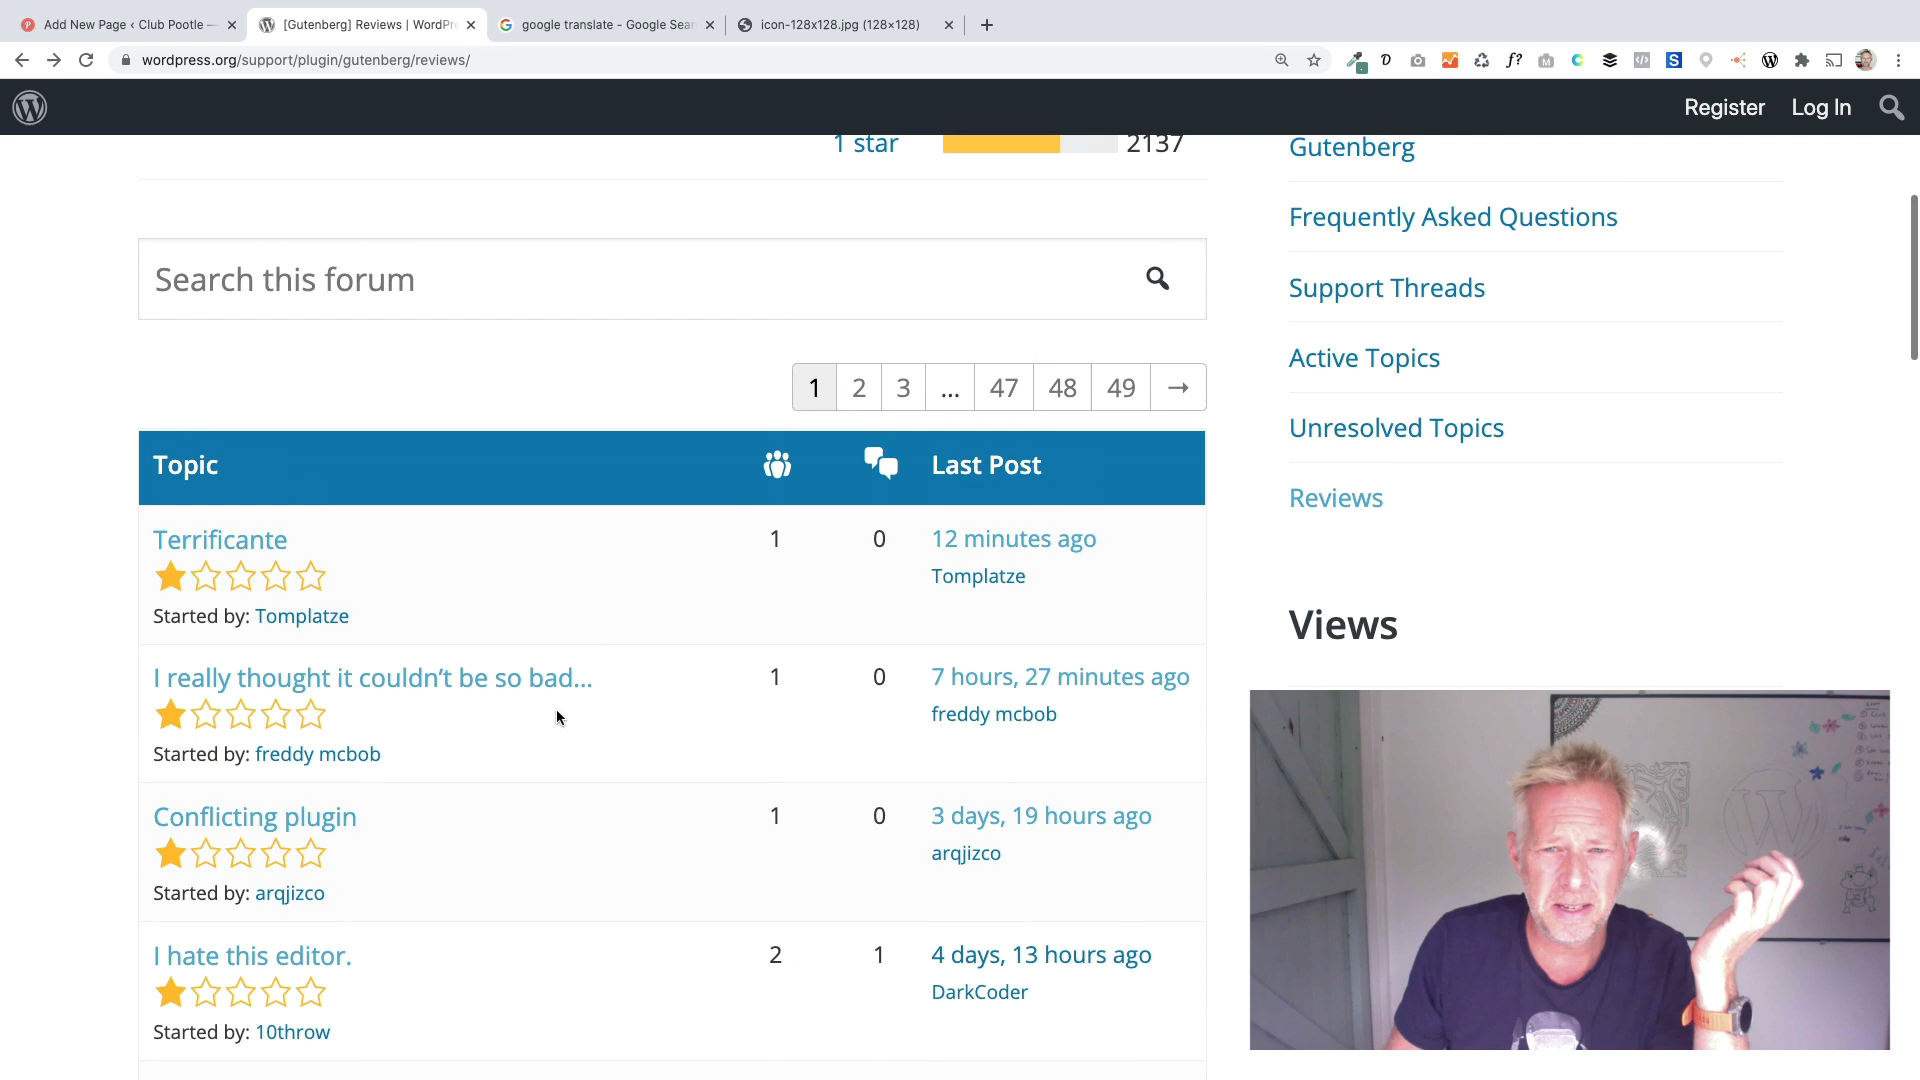 Add New Page ‹ Club Pootle —
[Gutenberg] Reviews | WordPr
google translate - Google Sear
icon-128x128.jpg (128×128)
wordpress.org/support/plugin/gutenberg/reviews/
Register Log In
1 star 2137
Search this forum
1 2 3 … 47 48 49 →
Topic Last Post
Terrificante 1 0 12 minutes ago
Tomplatze
Started by: Tomplatze
I really thought it couldn’t be so bad… 1 0 7 hours, 27 minutes ago
freddy mcbob
Started by: freddy mcbob
Conflicting plugin 1 0 3 days, 19 hours ago
arqjizco
Started by: arqjizco
I hate this editor. 2 1 4 days, 13 hours ago
DarkCoder
Started by: 10throw
Gutenberg
Frequently Asked Questions
Support Threads
Active Topics
Unresolved Topics
Reviews
Views